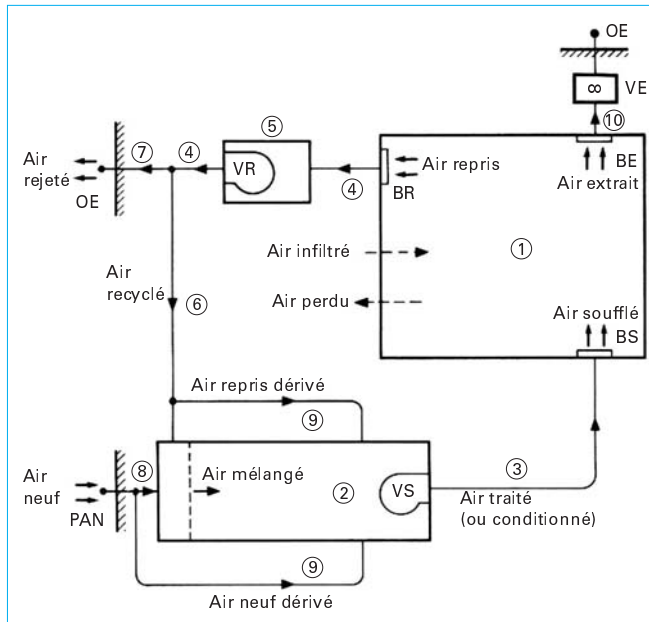 OE
VE
∞
⑩
⑤
⑦
④
VR
Air
rejeté
OE
④
BR
Air repris
BE
Air extrait
Air infiltré
①
Air perdu
Air
recyclé
⑥
Air soufflé
BS
Air repris dérivé
⑨
Air
neuf
PAN
⑧
Air mélangé
②
VS
③
Air traité
(ou conditionné)
⑨
Air neuf dérivé